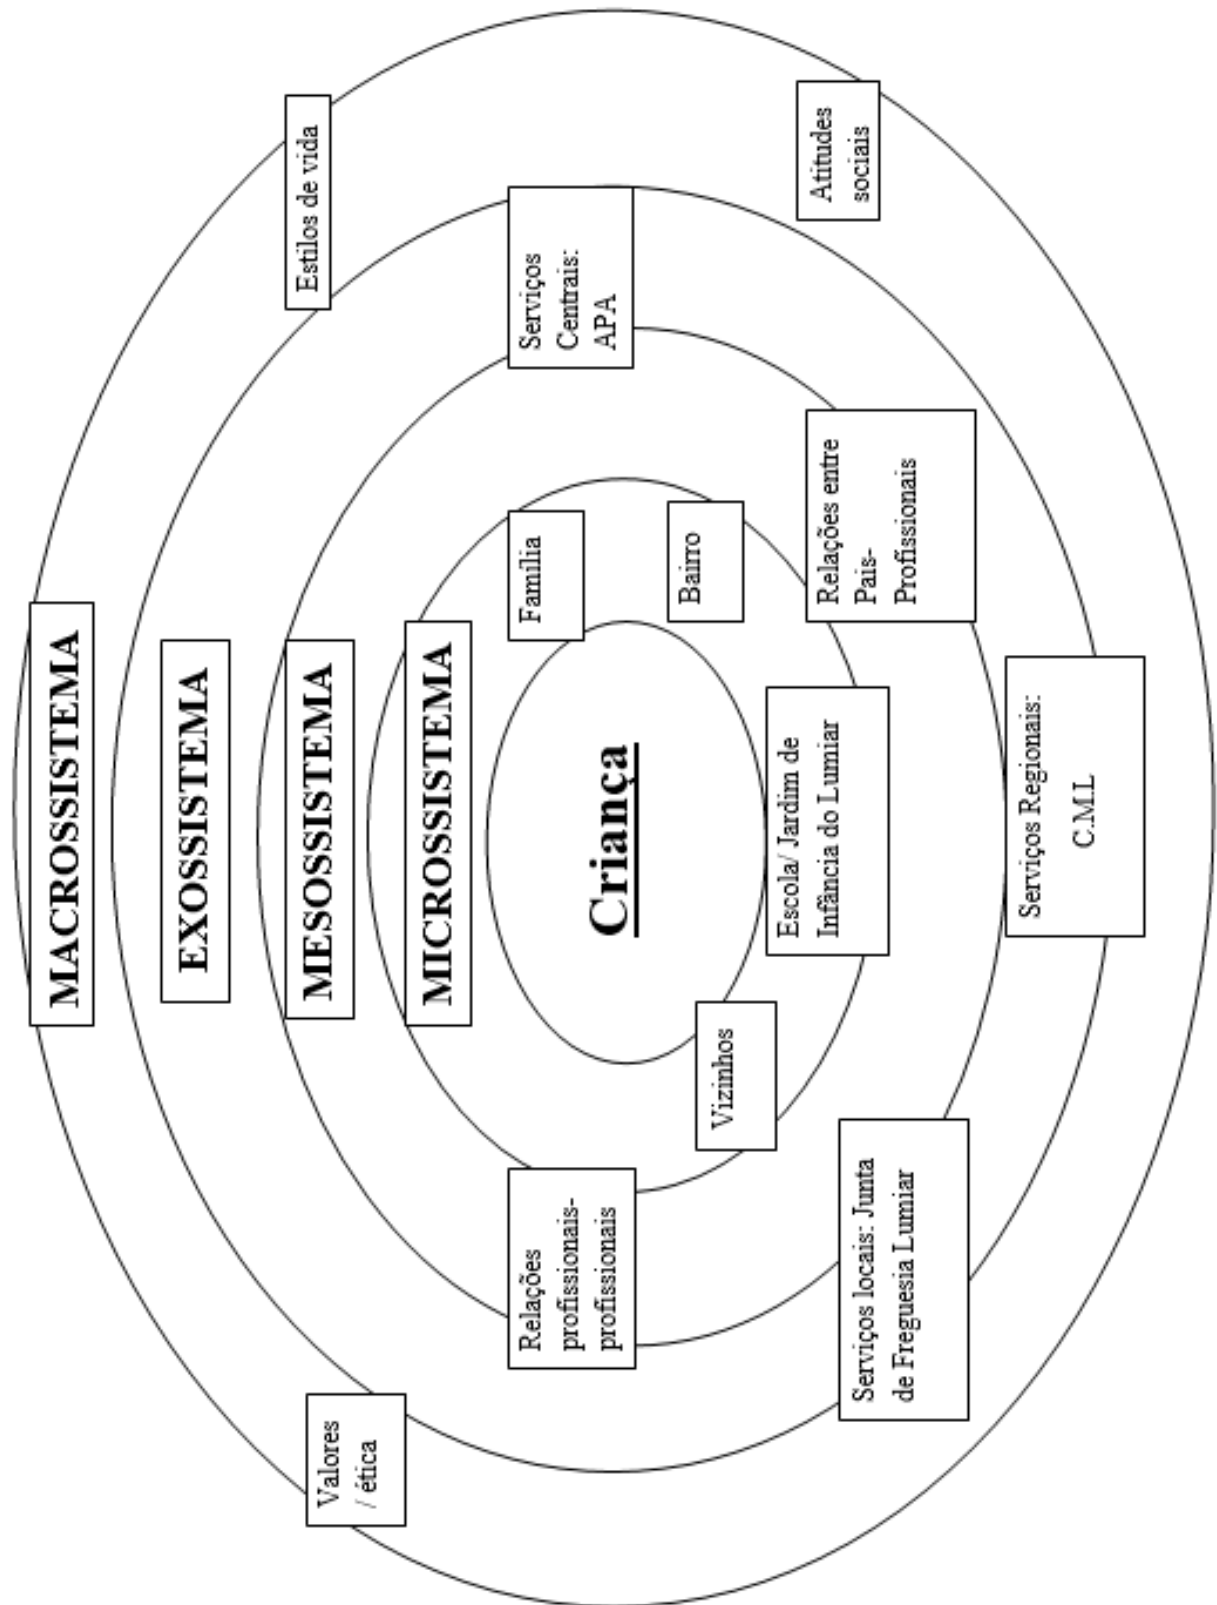 MACROSSISTEMA
EXOSSISTEMA
Valores
/ ética
MESOSSISTEMA
Estilos de vida
MICROSSISTEMA
Relações
profissionais-
profissionais
Família
Serviços
Centrais:
APA
Criança
Vizinhos
Bairro
Escola/ Jardim de
Infância do Lumiar
Relações entre
Pais-
Profissionais
Atitudes
sociais
Serviços locais: Junta
de Freguesia Lumiar
Serviços Regionais:
C.M.L